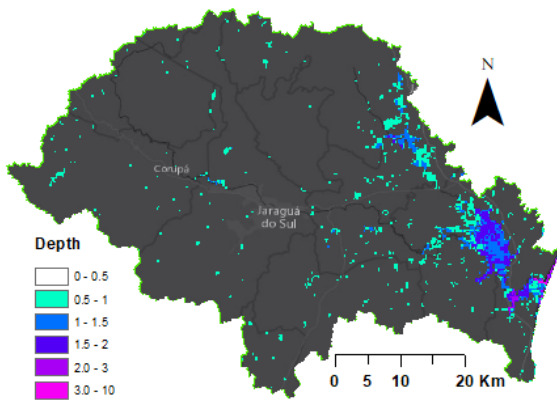 N
Corupá
Jaraguá
do Sul
Depth
0 - 0.5
0.5 - 1
1 - 1.5
1.5 - 2
2.0 - 3
3.0 - 10
0 5 10 20 Km